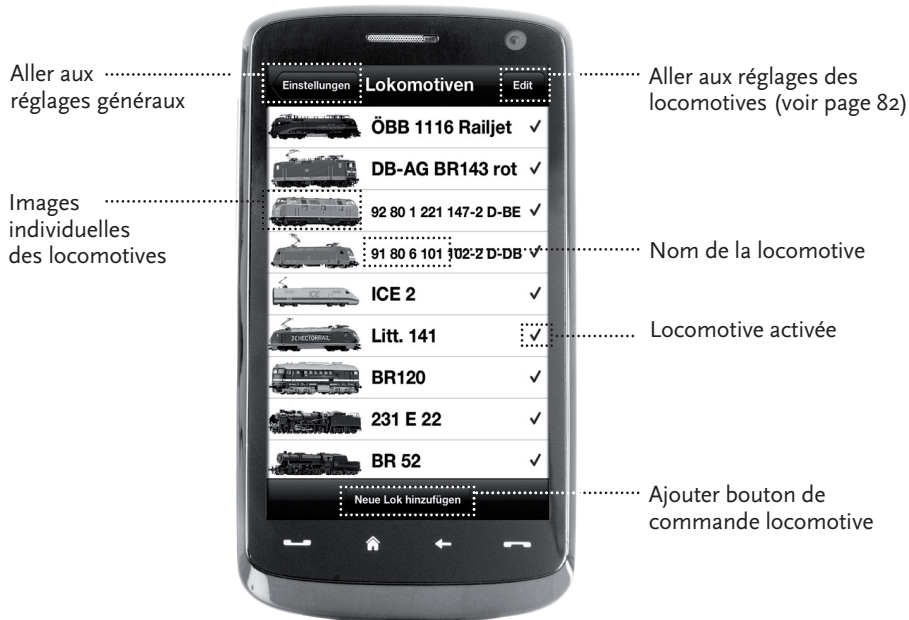 Aller aux
réglages généraux
Einstellungen
Lokomotiven
Edit
Aller aux réglages des
locomotives (voir page 82)
ÖBB 1116 Railjet
DB-AG BR143 rot
Images
individuelles
des locomotives
92 80 1 221 147-2 D-BE
91 80 6 101 102-2 D-DB
Nom de la locomotive
ICE
ICE 2
HECTORRAIL
Litt. 141
Locomotive activée
BR120
231 E 22
BR 52
Neue Lok hinzufügen
Ajouter bouton de
commande locomotive